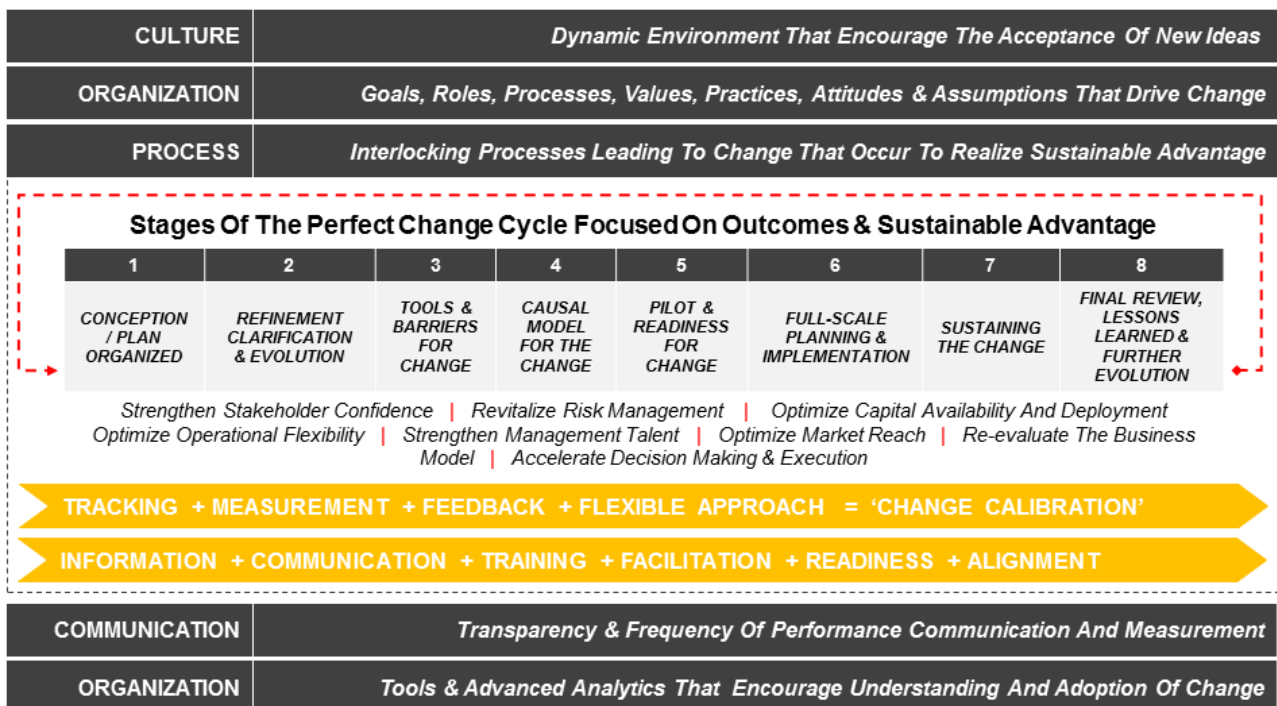 CULTURE
Dynamic Environment That Encourage The Acceptance Of New Ideas
ORGANIZATION
Goals, Roles, Processes, Values, Practices, Attitudes & Assumptions That Drive Change
PROCESS
Interlocking Processes Leading To Change That Occur To Realize Sustainable Advantage
Stages Of The Perfect Change Cycle Focused On Outcomes & Sustainable Advantage
1
CONCEPTION
/ PLAN
ORGANIZED
2
REFINEMENT
CLARIFICATION
& EVOLUTION
3
TOOLS &
BARRIERS
FOR
CHANGE
4
CAUSAL
MODEL
FOR THE
CHANGE
5
PILOT &
READINESS
FOR
CHANGE
6
FULL-SCALE
PLANNING &
IMPLEMENTATION
7
SUSTAINING
THE CHANGE
8
FINAL REVIEW,
LESSONS
LEARNED &
FURTHER
EVOLUTION
Strengthen Stakeholder Confidence | Revitalize Risk Management | Optimize Capital Availability And Deployment
Optimize Operational Flexibility | Strengthen Management Talent | Optimize Market Reach | Re-evaluate The Business
Model | Accelerate Decision Making & Execution
TRACKING + MEASUREMENT + FEEDBACK + FLEXIBLE APPROACH = ‘CHANGE CALIBRATION’
INFORMATION + COMMUNICATION + TRAINING + FACILITATION + READINESS + ALIGNMENT
COMMUNICATION
Transparency & Frequency Of Performance Communication And Measurement
ORGANIZATION
Tools & Advanced Analytics That Encourage Understanding And Adoption Of Change